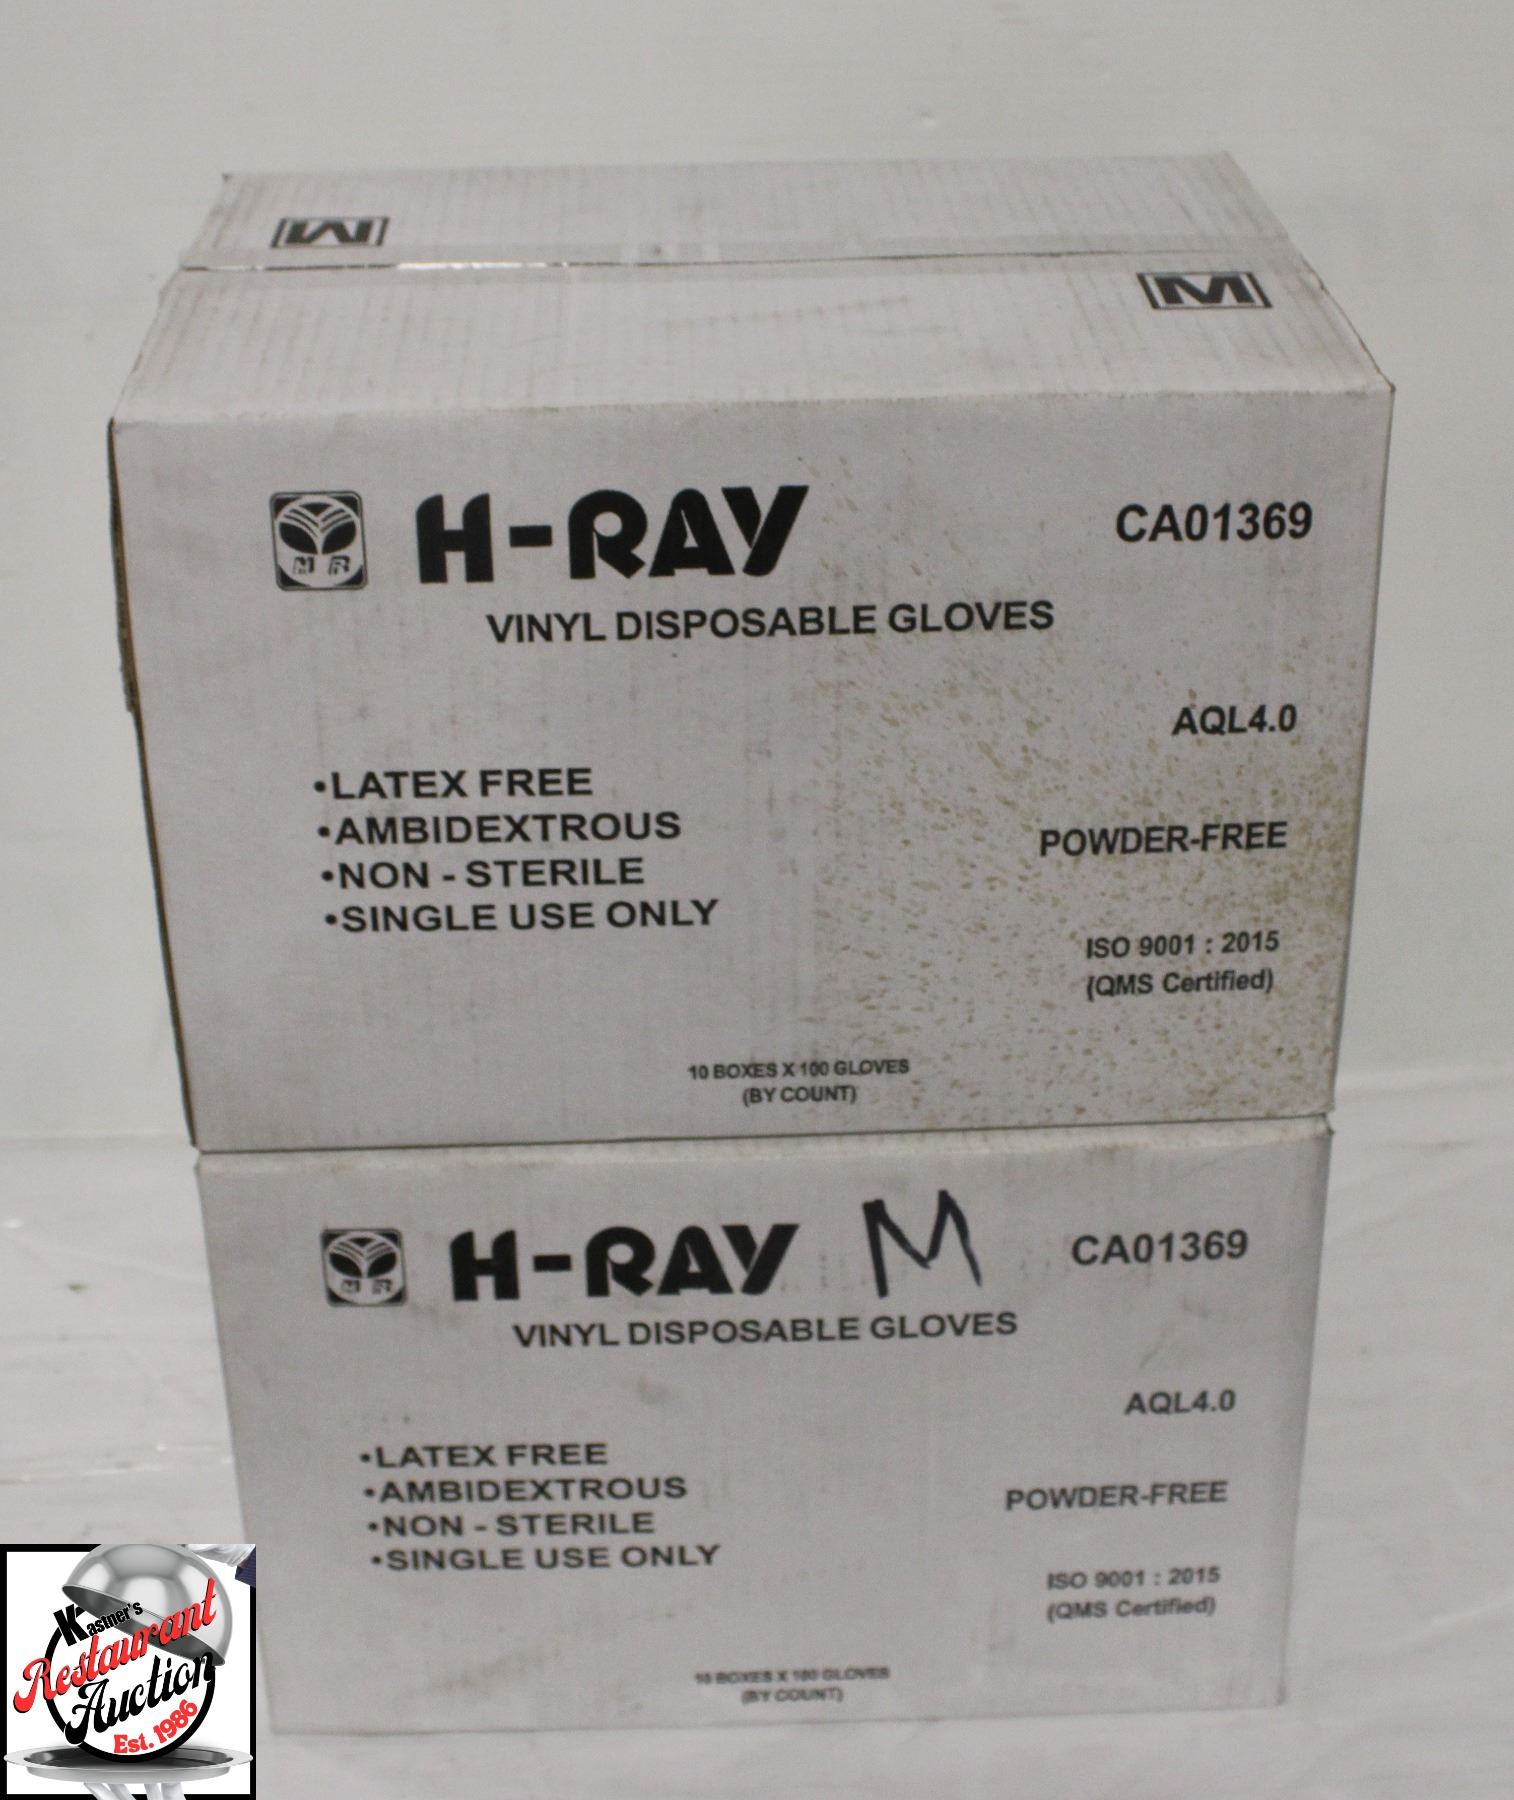 M
M
M R
H-RAY
CA01369
VINYL DISPOSABLE GLOVES
AQL4.0
•LATEX FREE
•AMBIDEXTROUS
•NON - STERILE
•SINGLE USE ONLY
POWDER-FREE
ISO 9001 : 2015
(QMS Certified)
10 BOXES X 100 GLOVES
(BY COUNT)
M R
H-RAY M
CA01369
VINYL DISPOSABLE GLOVES
AQL4.0
•LATEX FREE
•AMBIDEXTROUS
•NON - STERILE
•SINGLE USE ONLY
POWDER-FREE
ISO 9001 : 2015
(QMS Certified)
10 BOXES X 100 GLOVES
(BY COUNT)
Kastner's
Restaurant
Auction
Est. 1986